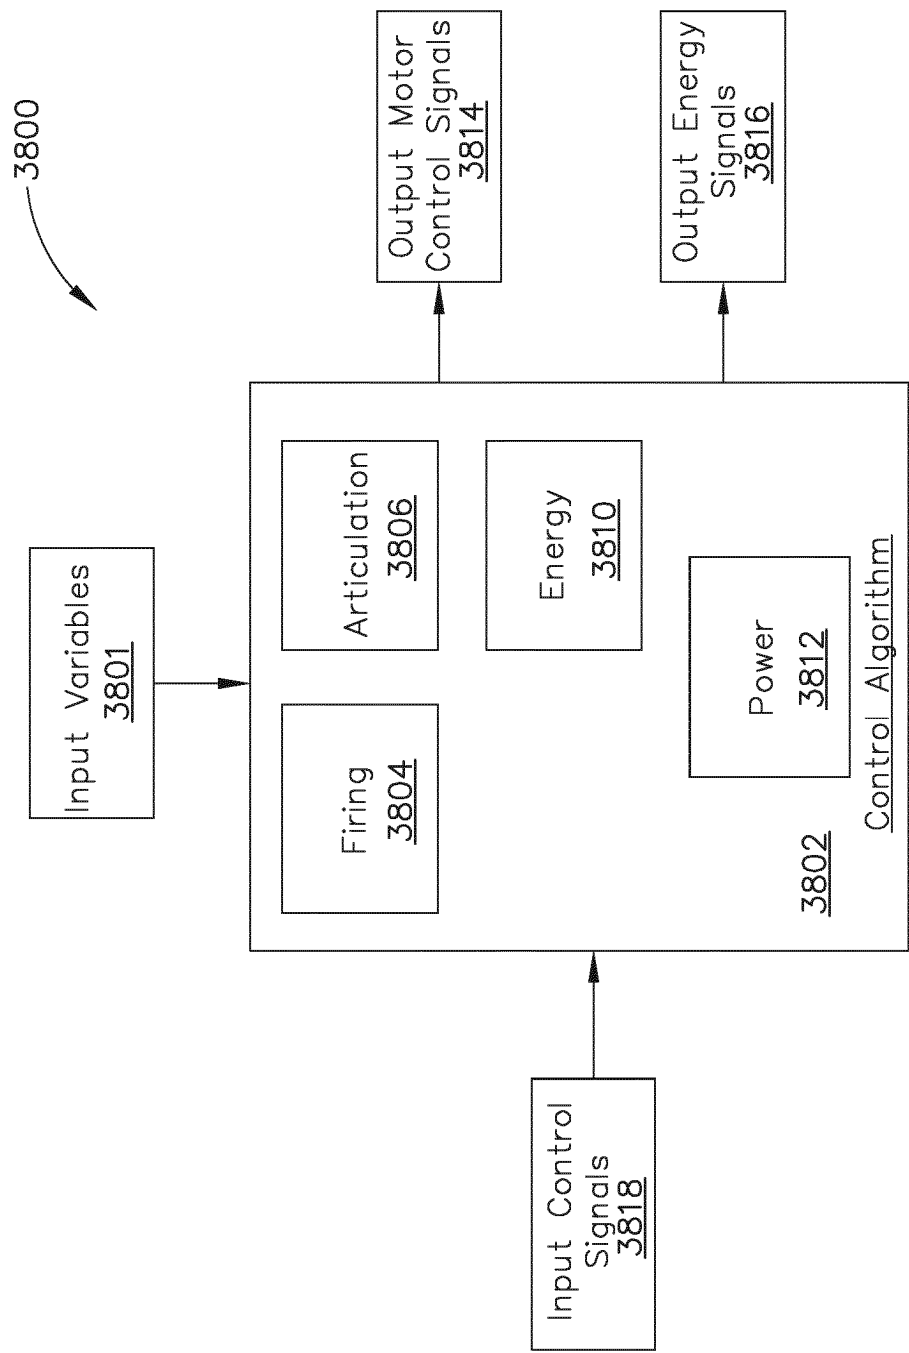 3800
Input Variables
3801
Output Motor
Control Signals
3814
Output Energy
Signals
3816
Firing
3804
Articulation
3806
Energy
3810
Power
3812
3802
Control Algorithm
Input Control
Signals
3818